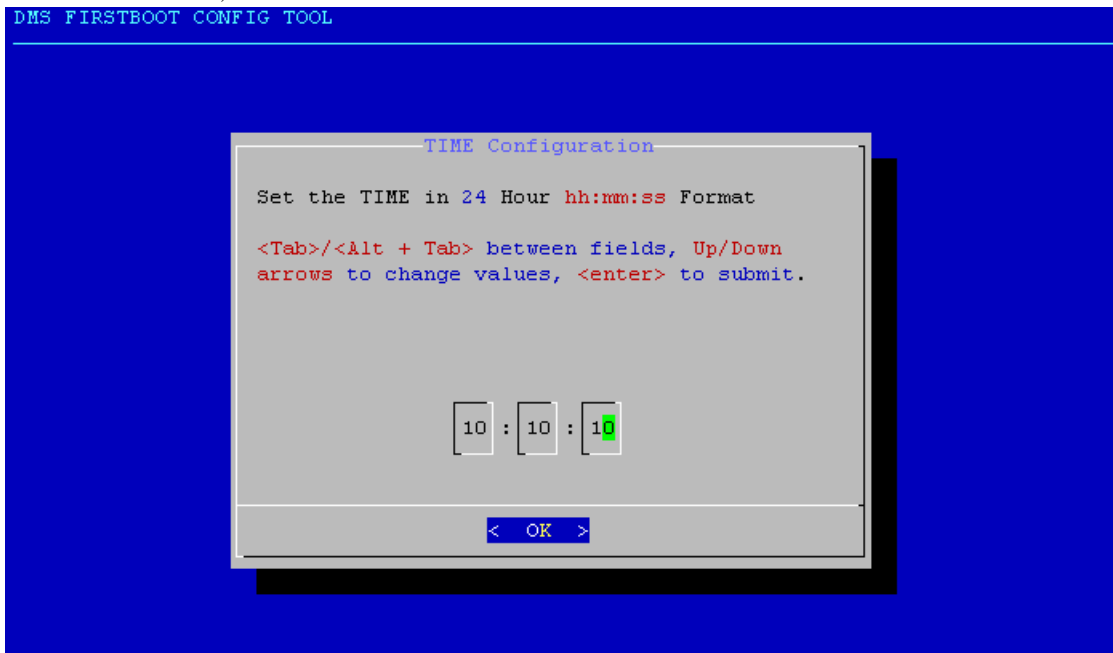 DMS FIRSTBOOT CONFIG TOOL
TIME Configuration
Set the TIME in 24 Hour hh:mm:ss Format
<Tab>/<Alt + Tab> between fields, Up/Down
arrows to change values, <enter> to submit.
10 : 10 : 10
< OK >